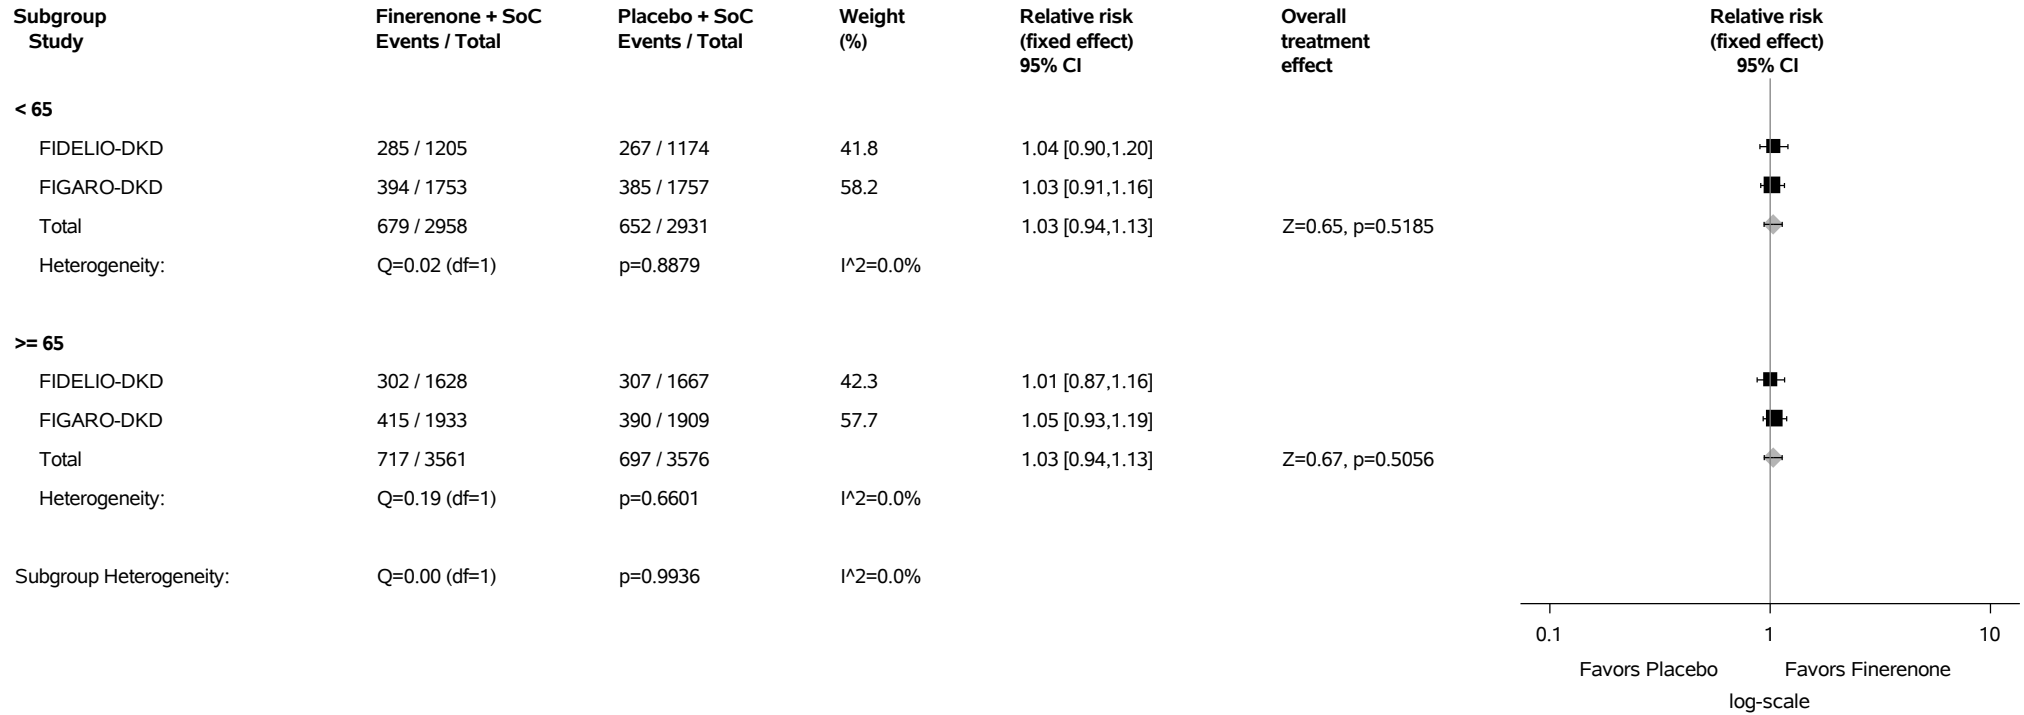 Subgroup Finerenone + SoC Placebo + SoC Weight Relative risk Overall Relative risk
Study Events / Total Events / Total (%) (fixed effect) treatment (fixed effect)
95% CI effect 95% CI
< 65
FIDELIO-DKD 285 / 1205 267 / 1174 41.8 1.04 [0.90,1.20]
FIGARO-DKD 394 / 1753 385 / 1757 58.2 1.03 [0.91,1.16]
Total 679 / 2958 652 / 2931 1.03 [0.94,1.13] Z=0.65, p=0.5185
Heterogeneity: Q=0.02 (df=1) p=0.8879 I^2=0.0%
>= 65
FIDELIO-DKD 302 / 1628 307 / 1667 42.3 1.01 [0.87,1.16]
FIGARO-DKD 415 / 1933 390 / 1909 57.7 1.05 [0.93,1.19]
Total 717 / 3561 697 / 3576 1.03 [0.94,1.13] Z=0.67, p=0.5056
Heterogeneity: Q=0.19 (df=1) p=0.6601 I^2=0.0%
Subgroup Heterogeneity: Q=0.00 (df=1) p=0.9936 I^2=0.0%
0.1 1 10
Favors Placebo Favors Finerenone
log-scale